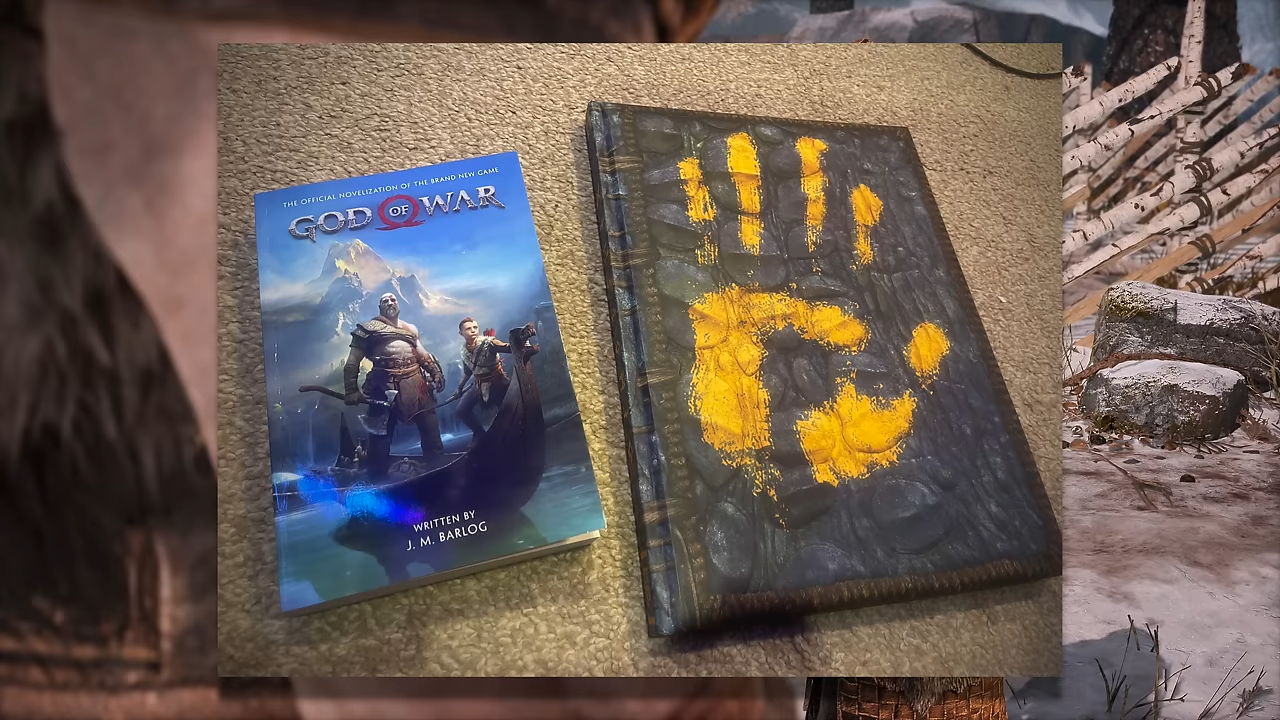 THE OFFICIAL NOVELIZATION OF THE BRAND NEW GAME
GOD OF WAR
WRITTEN BY
J. M. BARLOG